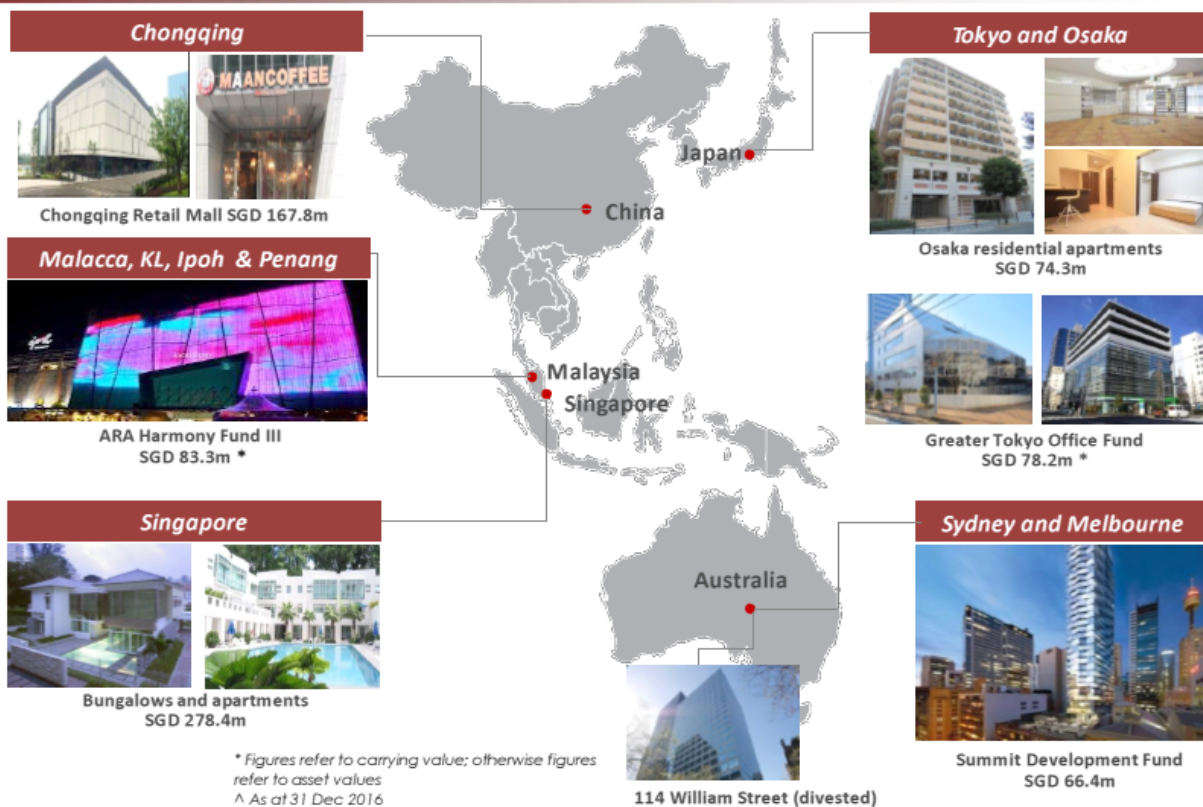 Chongqing
MAANCOFFEE
Chongqing Retail Mall SGD 167.8m
Malacca, KL, Ipoh & Penang
ARA Harmony Fund III
SGD 83.3m *
Singapore
Bungalows and apartments
SGD 278.4m
* Figures refer to carrying value; otherwise figures
refer to asset values
^ As at 31 Dec 2016
Japan
China
Malaysia
Singapore
Australia
114 William Street (divested)
Tokyo and Osaka
Osaka residential apartments
SGD 74.3m
Greater Tokyo Office Fund
SGD 78.2m *
Sydney and Melbourne
Summit Development Fund
SGD 66.4m